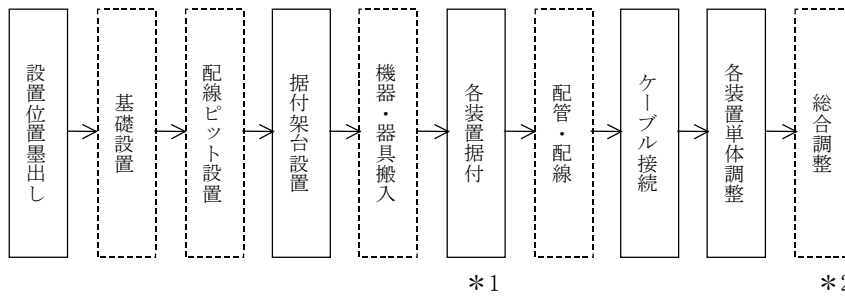 設置位置墨出し
基礎設置
配線ピット設置
据付架台設置
機器・器具搬入
各装置据付
配管・配線
ケーブル接続
各装置単体調整
総合調整
＊1
＊2